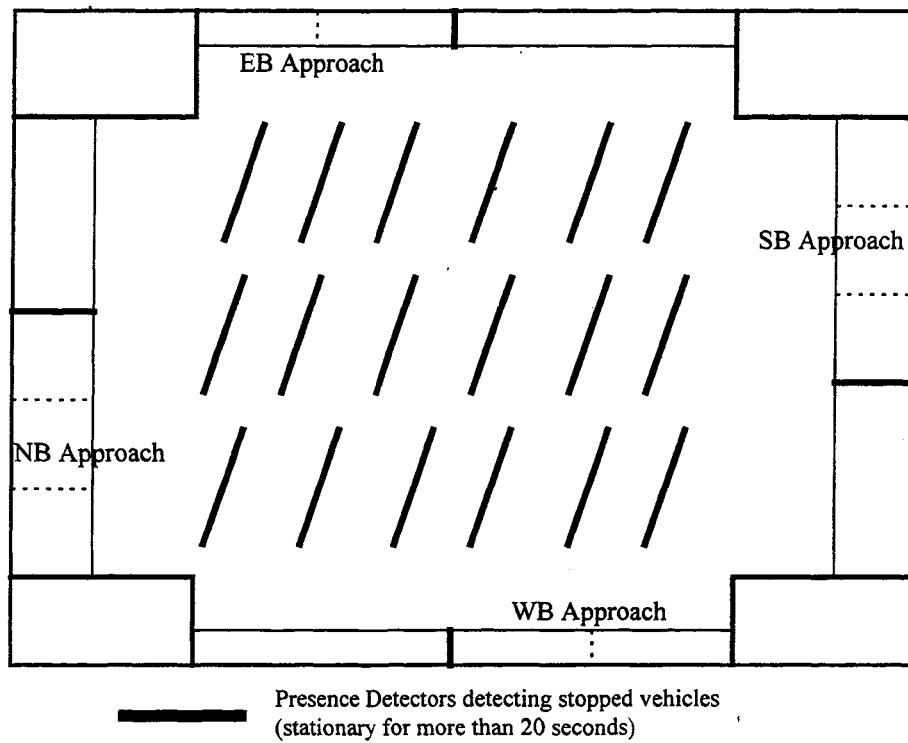 EB Approach
SB Approach
NB Approach
WB Approach
Presence Detectors detecting stopped vehicles
(stationary for more than 20 seconds)